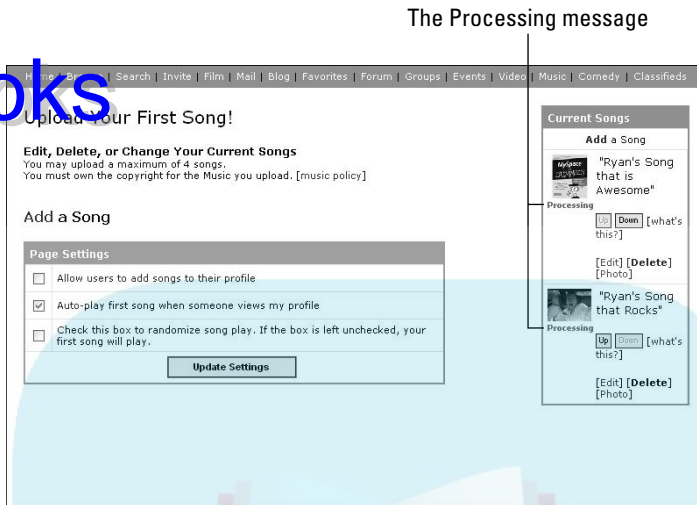 The Processing message
oks
Home | Browse | Search | Invite | Film | Mail | Blog | Favorites | Forum | Groups | Events | Video | Music | Comedy | Classifieds
Upload Your First Song!
Edit, Delete, or Change Your Current Songs
You may upload a maximum of 4 songs.
You must own the copyright for the Music you upload. [music policy]
Add a Song
Page Settings
Allow users to add songs to their profile
Auto-play first song when someone views my profile
Check this box to randomize song play. If the box is left unchecked, your
first song will play.
Update Settings
Current Songs
Add a Song
MySpace
"Ryan's Song
that is
Awesome"
Processing
Up Down [what's
this?]
[Edit] [Delete]
[Photo]
"Ryan's Song
that Rocks"
Processing
Up Down [what's
this?]
[Edit] [Delete]
[Photo]